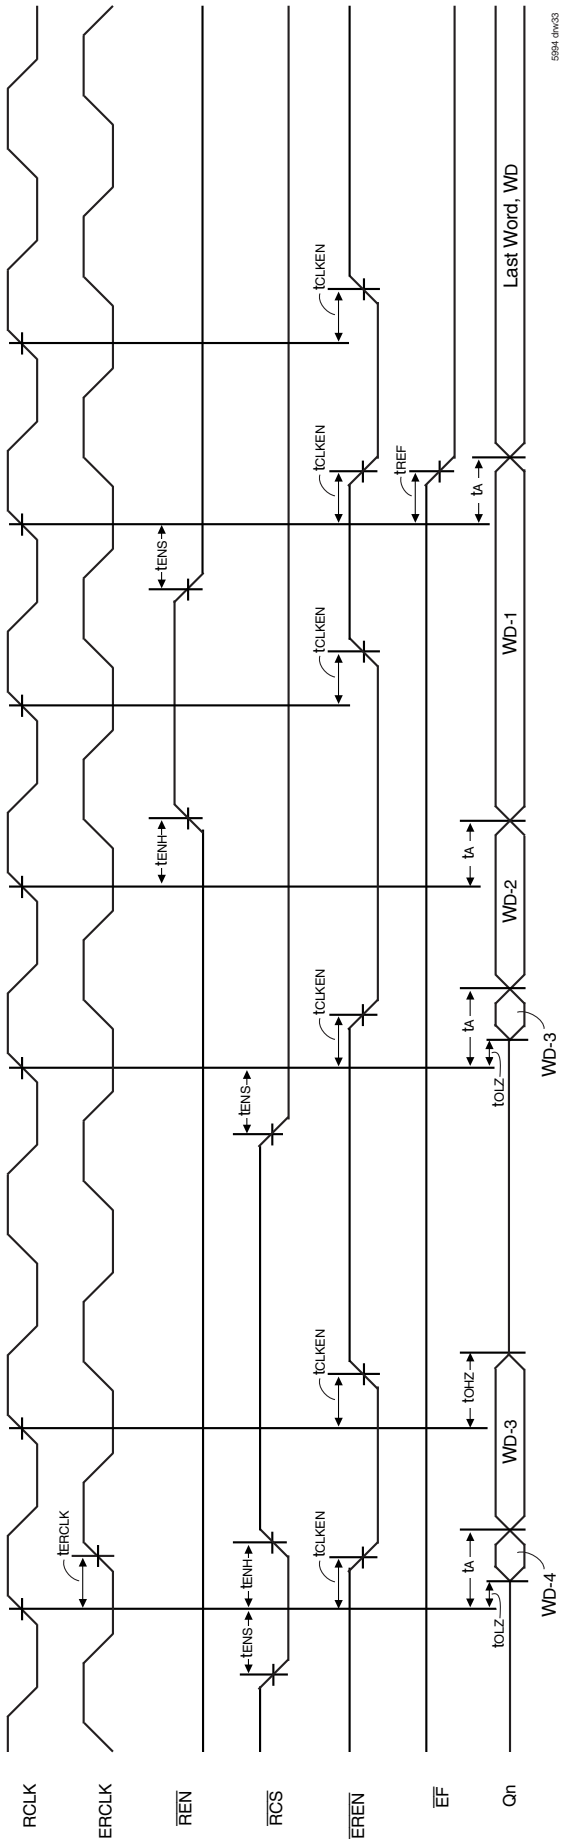 RCLK
tERCLK
ERCLK
tENH
tENS
REN
tENS
tENH
tENS
RCS
tCLKEN
tCLKEN
tCLKEN
tCLKEN
tCLKEN
tCLKEN
EREN
tREF
EF
tA
tOHZ
tA
tA
tA
tOLZ
tOLZ
Qn
WD-3
WD-2
WD-1
Last Word, WD
WD-4
WD-3
5994 drw33